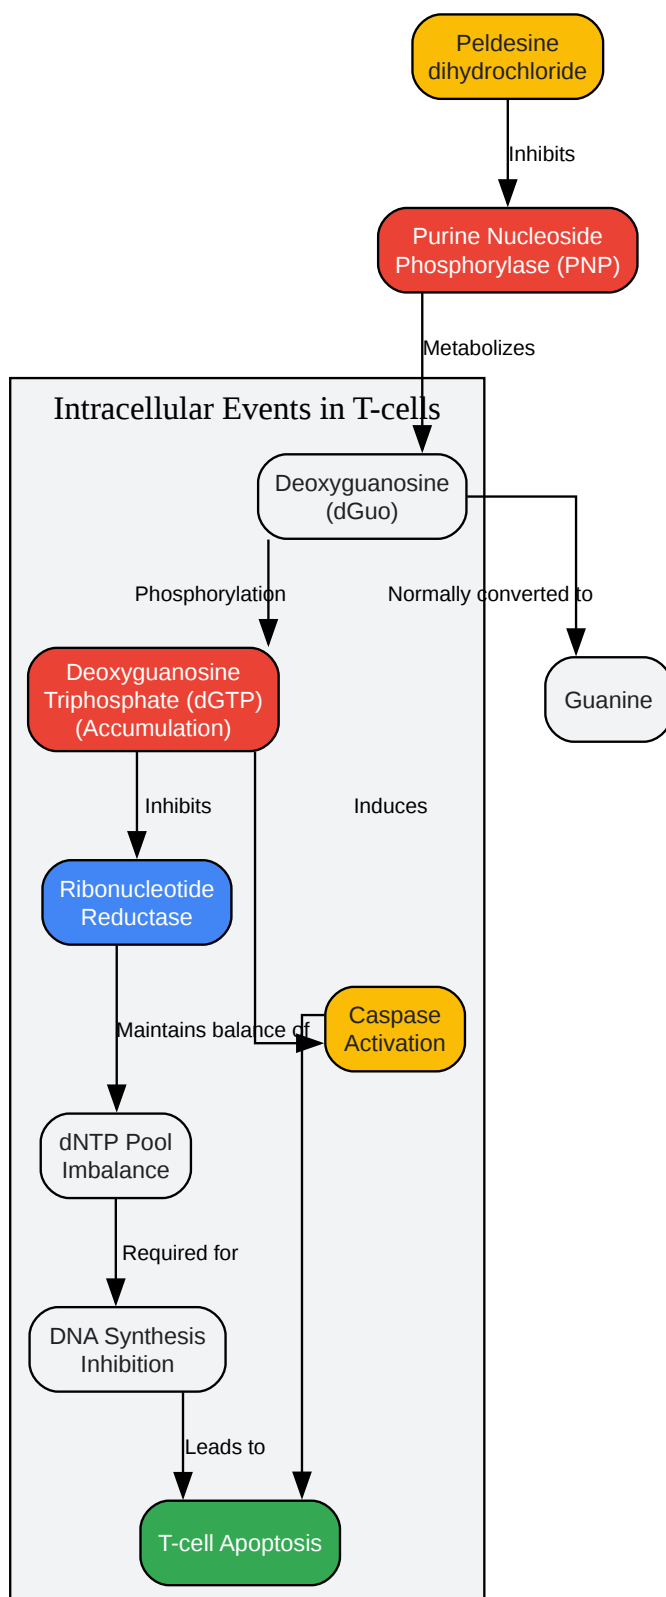 Peldesine
dihydrochloride
Inhibits
Purine Nucleoside
Phosphorylase (PNP)
Metabolizes
Intracellular Events in T-cells
Deoxyguanosine
(dGuo)
Phosphorylation
Normally converted to
Deoxyguanosine
Triphosphate (dGTP)
(Accumulation)
Guanine
Inhibits
Induces
Ribonucleotide
Reductase
Maintains balance of
Caspase
Activation
dNTP Pool
Imbalance
Required for
DNA Synthesis
Inhibition
Leads to
T-cell Apoptosis